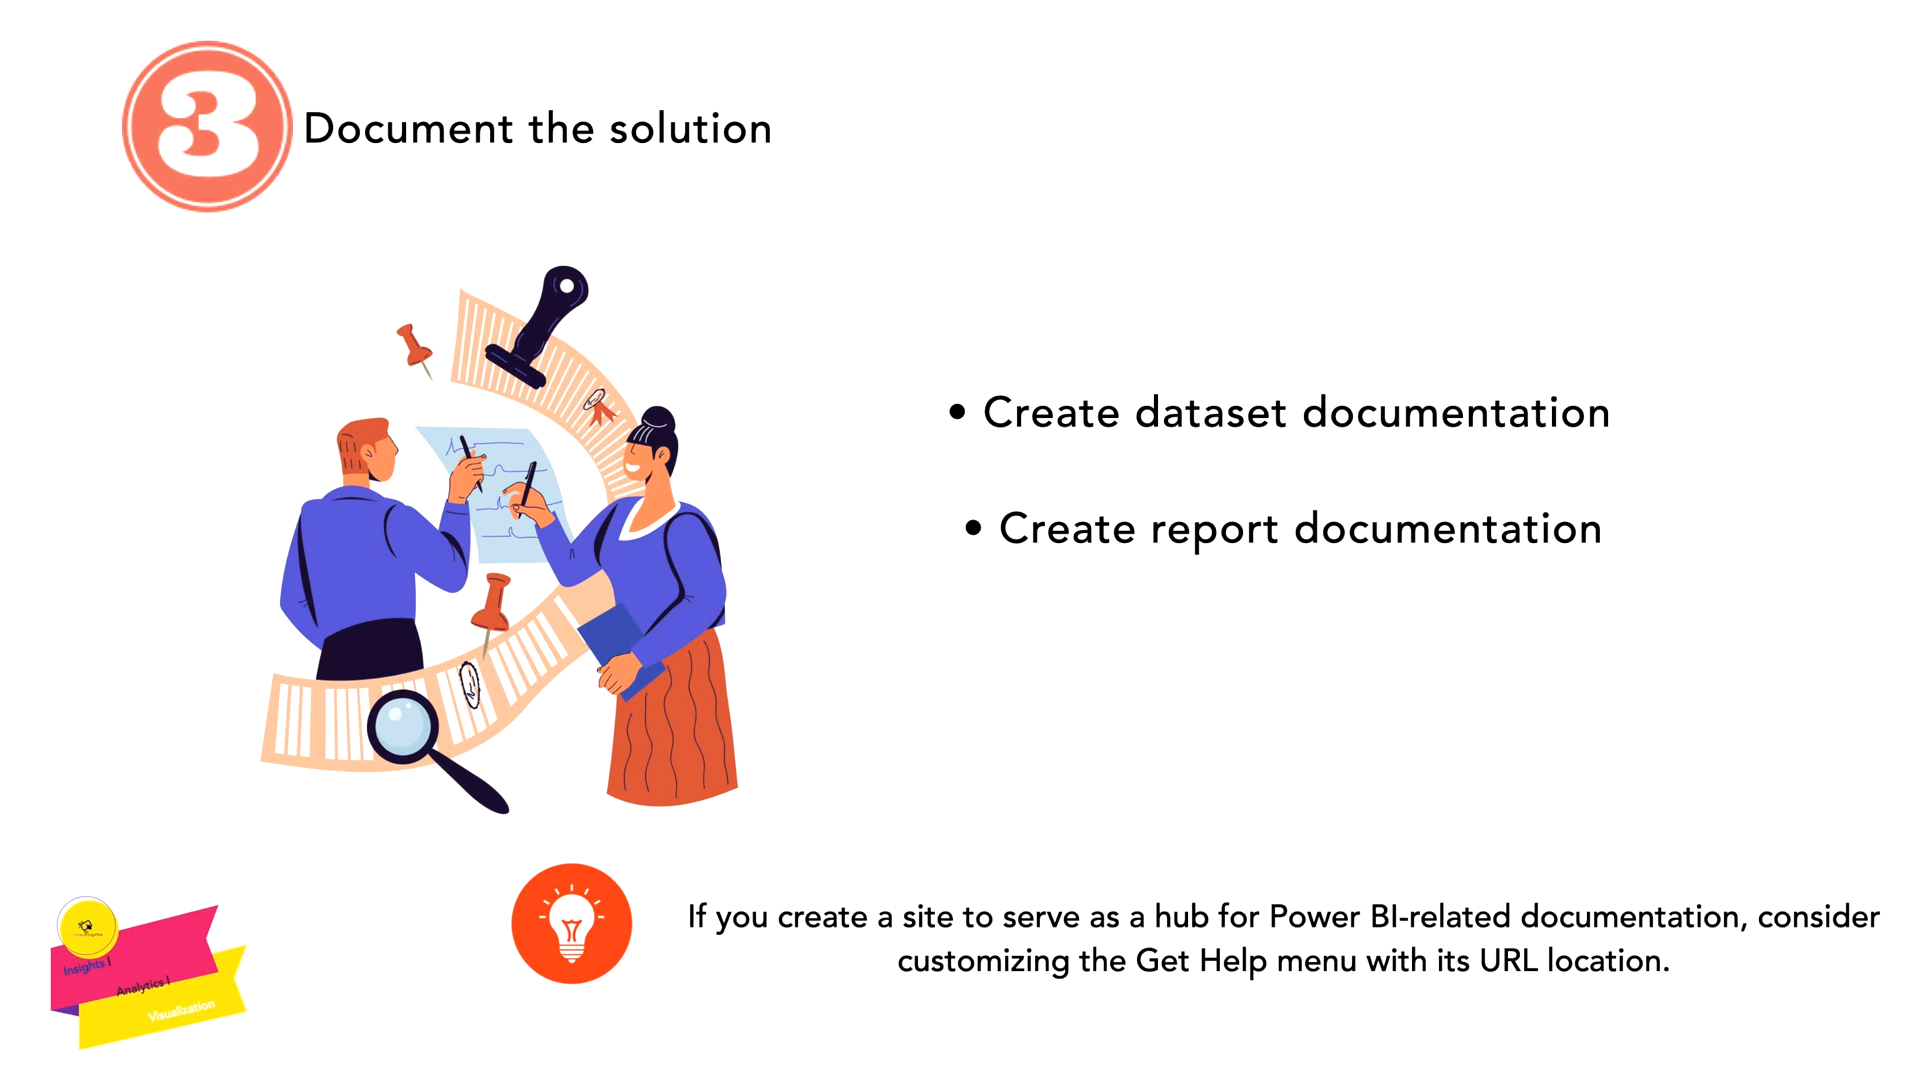 3
Document the solution
• Create dataset documentation
• Create report documentation
If you create a site to serve as a hub for Power BI-related documentation, consider
customizing the Get Help menu with its URL location.
Insights |
Analytics |
Visualization